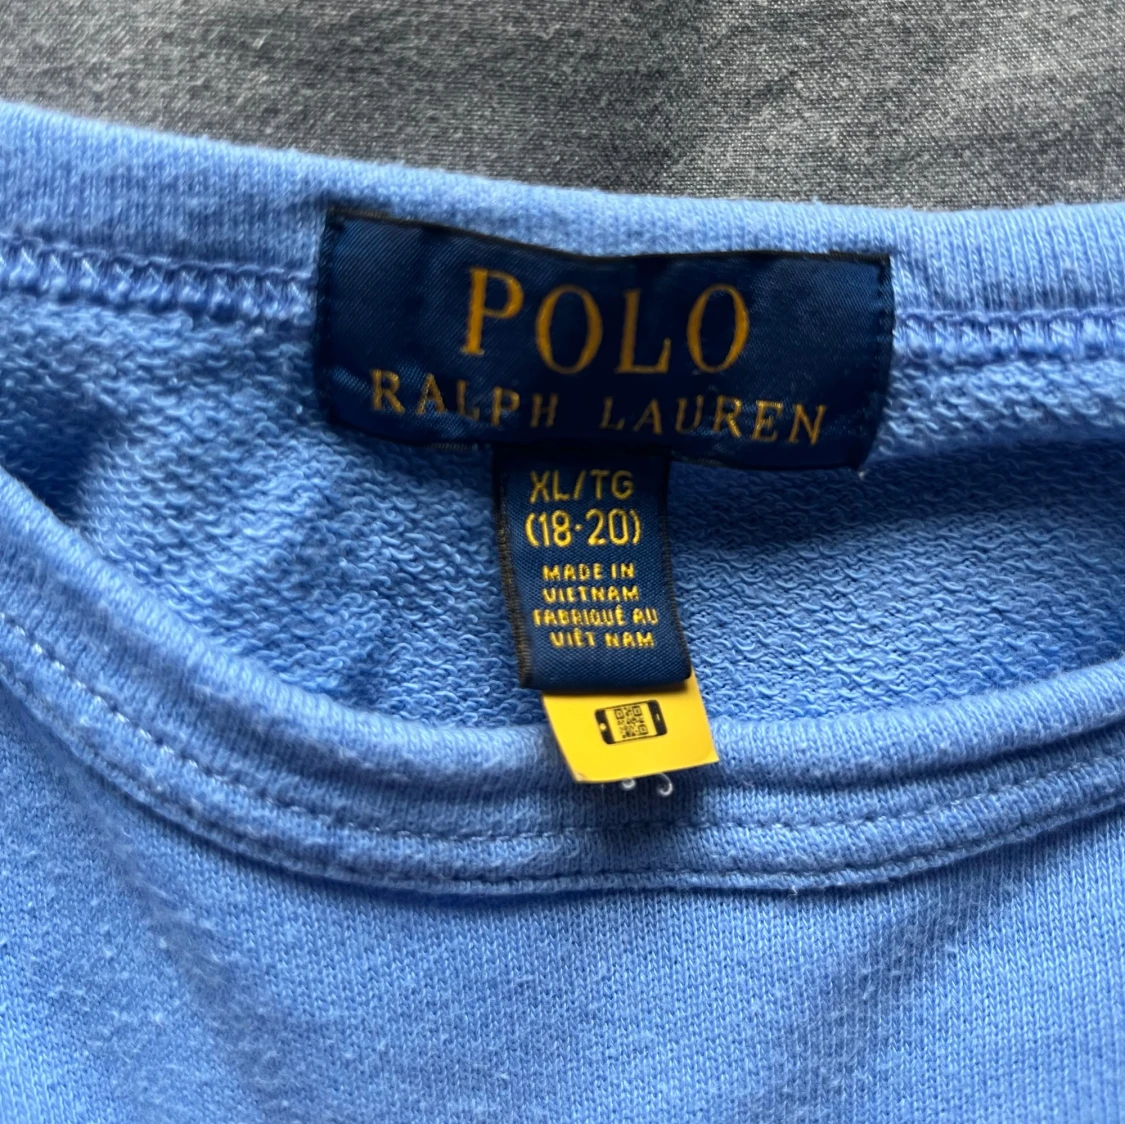 POLO
RALPH LAUREN
XL/TG
(18-20)
MADE IN
VIETNAM
FABRIQUÉ AU
VIÊT NAM